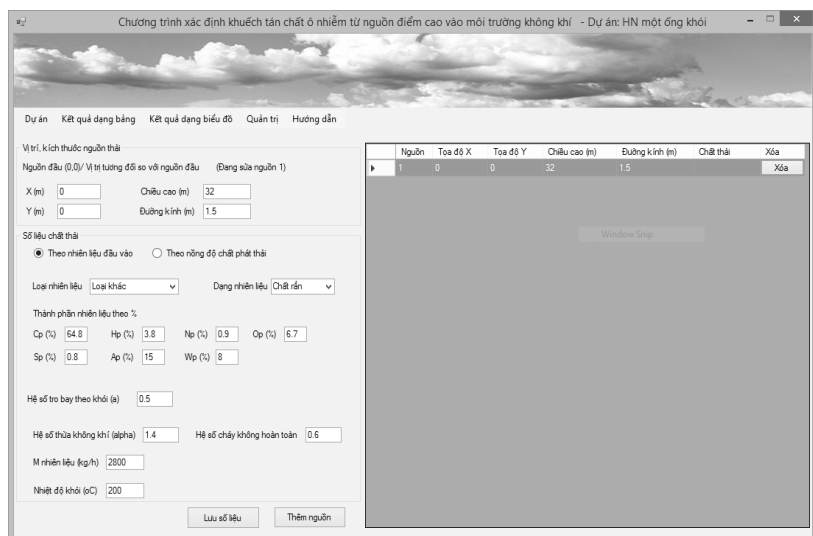 Chương trình xác định khuếch tán chất ô nhiễm từ nguồn điểm cao vào môi trường không khí - Dự án: HN một ống khói
Dự án Kết quả dạng bảng Kết quả dạng biểu đồ Quản trị Hướng dẫn
Vị trí, kích thước nguồn thải
Nguồn đầu (0,0)/ Vị trị tương đối so với nguồn đầu (Đang sửa nguồn 1)
X (m) 0 Chiều cao (m) 32
Y (m) 0 Đường kính (m) 1.5
Số liệu chất thải
Theo nhiên liệu đầu vào Theo nồng độ chất phát thải
Loại nhiên liệu Loại khác Dạng nhiên liệu Chất rắn
Thành phần nhiên liệu theo %
Cp (%) 64.8 Hp (%) 3.8 Np (%) 0.9 Op (%) 6.7
Sp (%) 0.8 Ap (%) 15 Wp (%) 8
Hệ số tro bay theo khói (a) 0.5
Hệ số thừa không khí (alpha) 1.4 Hệ số cháy không hoàn toàn 0.6
M nhiên liệu (kg/h) 2800
Nhiệt độ khói (oC) 200
Lưu số liệu Thêm nguồn
Nguồn Tọa độ X Tọa độ Y Chiều cao (m) Đường kính (m) Chất thải Xóa
1 0 0 32 1.5 Xóa
Window Snip